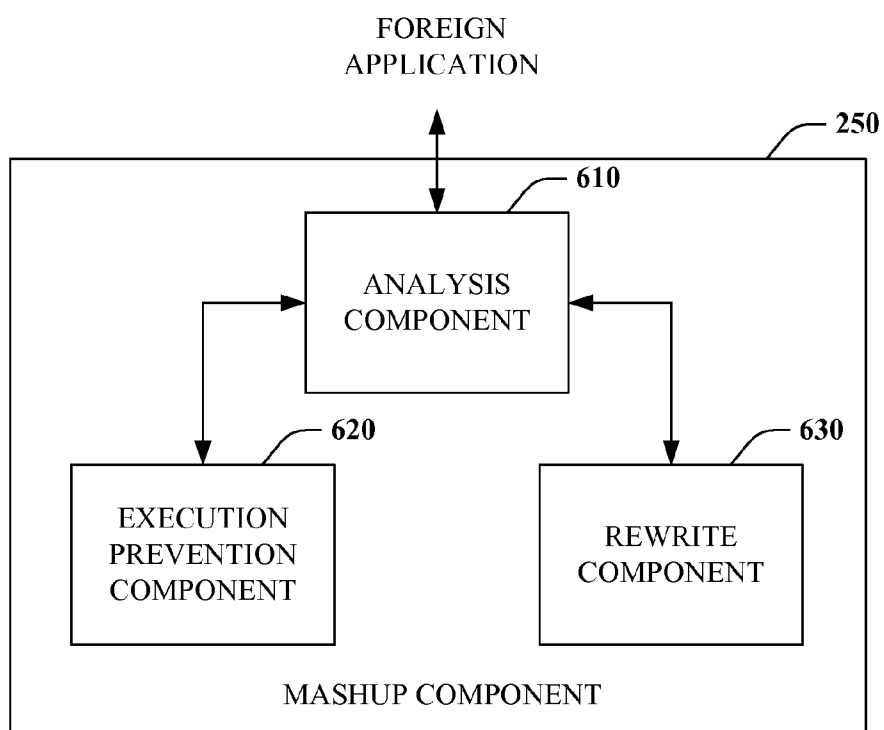 FOREIGN
APPLICATION
250
610
ANALYSIS
COMPONENT
620
630
EXECUTION
PREVENTION
COMPONENT
REWRITE
COMPONENT
MASHUP COMPONENT